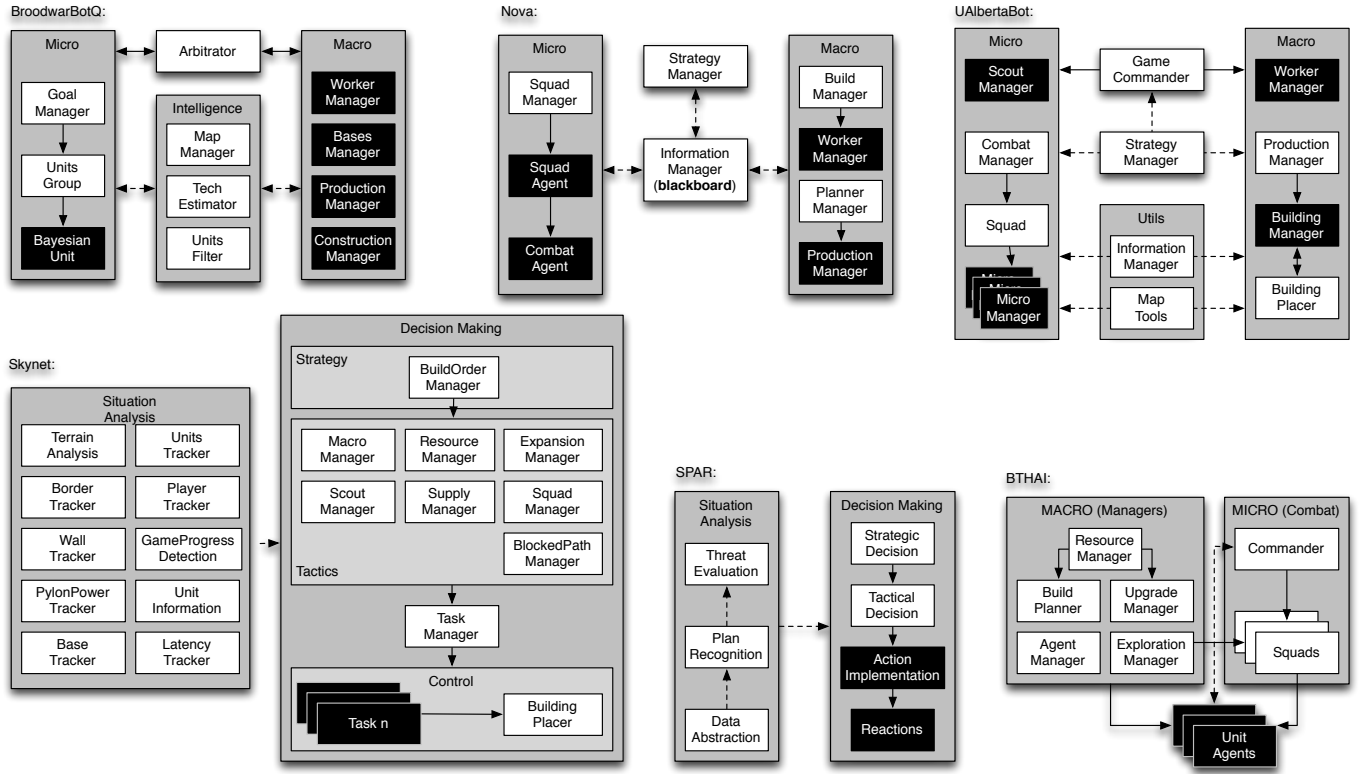 BroodwarBotQ:
Micro
Arbitrator
Macro
Goal
Manager
Units
Group
Bayesian
Unit
Intelligence
Map
Manager
Tech
Estimator
Units
Filter
Worker
Manager
Bases
Manager
Production
Manager
Construction
Manager
Nova:
Micro
Squad
Manager
Squad
Agent
Combat
Agent
Strategy
Manager
Information
Manager
(blackboard)
Macro
Build
Manager
Worker
Manager
Planner
Manager
Production
Manager
UAlbertaBot:
Micro
Scout
Manager
Combat
Manager
Squad
Micro
Micro
Micro
Manager
Game
Commander
Strategy
Manager
Utils
Information
Manager
Map
Tools
Macro
Worker
Manager
Production
Manager
Building
Manager
Building
Placer
Skynet:
Situation
Analysis
Terrain
Analysis
Units
Tracker
Border
Tracker
Player
Tracker
Wall
Tracker
GameProgress
Detection
PylonPower
Tracker
Unit
Information
Base
Tracker
Latency
Tracker
Decision Making
Strategy
BuildOrder
Manager
Macro
Manager
Resource
Manager
Expansion
Manager
Scout
Manager
Supply
Manager
Squad
Manager
BlockedPath
Manager
Tactics
Task
Manager
Control
Task n
Building
Placer
SPAR:
Situation
Analysis
Threat
Evaluation
Plan
Recognition
Data
Abstraction
Decision Making
Strategic
Decision
Tactical
Decision
Action
Implementation
Reactions
BTHAI:
MACRO (Managers)
Resource
Manager
Build
Planner
Upgrade
Manager
Agent
Manager
Exploration
Manager
MICRO (Combat)
Commander
Squads
Unit
Agents